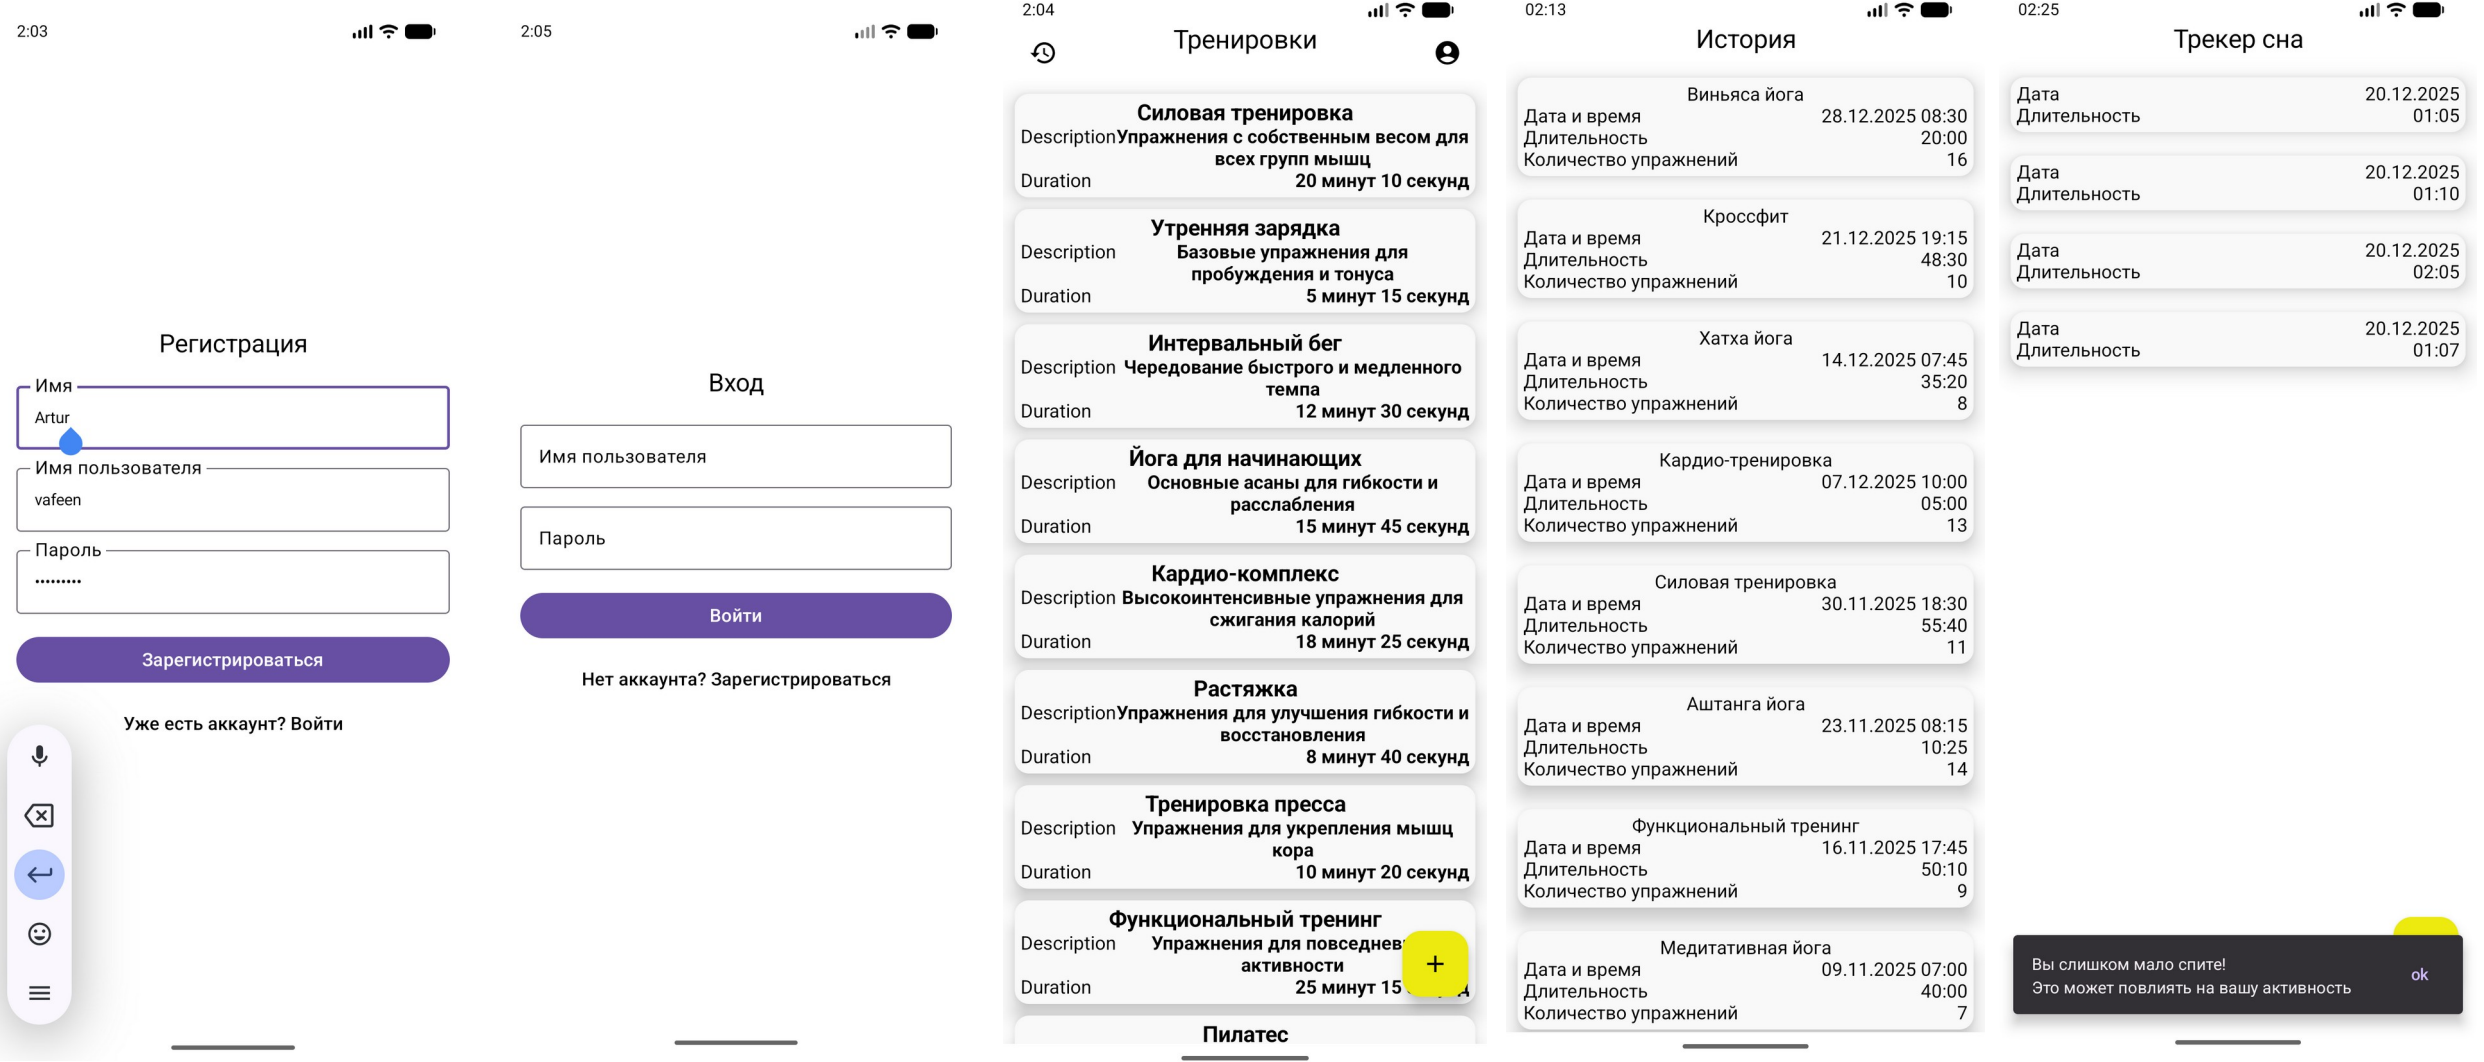 2:03
Регистрация
Имя
Artur
Имя пользователя
vafeen
Пароль
•••••••••
Зарегистрироваться
Уже есть аккаунт? Войти
2:05
Вход
Имя пользователя
Пароль
Войти
Нет аккаунта? Зарегистрироваться
2:04
Тренировки
Силовая тренировка
Description Упражнения с собственным весом для
всех групп мышц
Duration 20 минут 10 секунд
Утренняя зарядка
Description Базовые упражнения для
пробуждения и тонуса
Duration 5 минут 15 секунд
Интервальный бег
Description Чередование быстрого и медленного
темпа
Duration 12 минут 30 секунд
Йога для начинающих
Description Основные асаны для гибкости и
расслабления
Duration 15 минут 45 секунд
Кардио-комплекс
Description Высокоинтенсивные упражнения для
сжигания калорий
Duration 18 минут 25 секунд
Растяжка
Description Упражнения для улучшения гибкости и
восстановления
Duration 8 минут 40 секунд
Тренировка пресса
Description Упражнения для укрепления мышц
кора
Duration 10 минут 20 секунд
Функциональный тренинг
Description Упражнения для
активности
Duration 25 минут 15
+
Пилатес
02:13
История
Виньяса йога
Дата и время 28.12.2025 08:30
Длительность 20:00
Количество упражнений 16
Кроссфит
Дата и время 21.12.2025 19:15
Длительность 48:30
Количество упражнений 10
Хатха йога
Дата и время 14.12.2025 07:45
Длительность 35:20
Количество упражнений 8
Кардио-тренировка
Дата и время 07.12.2025 10:00
Длительность 05:00
Количество упражнений 13
Силовая тренировка
Дата и время 30.11.2025 18:30
Длительность 55:40
Количество упражнений 11
Аштанга йога
Дата и время 23.11.2025 08:15
Длительность 10:25
Количество упражнений 14
Функциональный тренинг
Дата и время 16.11.2025 17:45
Длительность 50:10
Количество упражнений 9
Медитативная йога
Дата и время 09.11.2025 07:00
Длительность 40:00
Количество упражнений 7
02:25
Трекер сна
Дата 20.12.2025
Длительность 01:05
Дата 20.12.2025
Длительность 01:10
Дата 20.12.2025
Длительность 02:05
Дата 20.12.2025
Длительность 01:07
Вы слишком мало спите!
Это может повлиять на вашу активность
ok